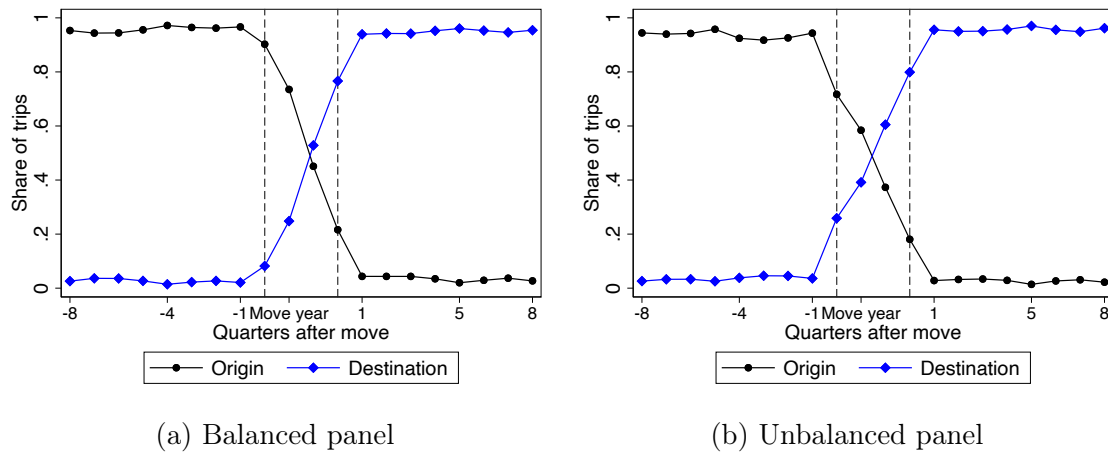 Share of trips
1
.8
.6
.4
.2
0
-8 -4 -1 Move year 1 5 8
Quarters after move
Origin Destination
(a) Balanced panel
Share of trips
1
.8
.6
.4
.2
0
-8 -4 -1 Move year 1 5 8
Quarters after move
Origin Destination
(b) Unbalanced panel